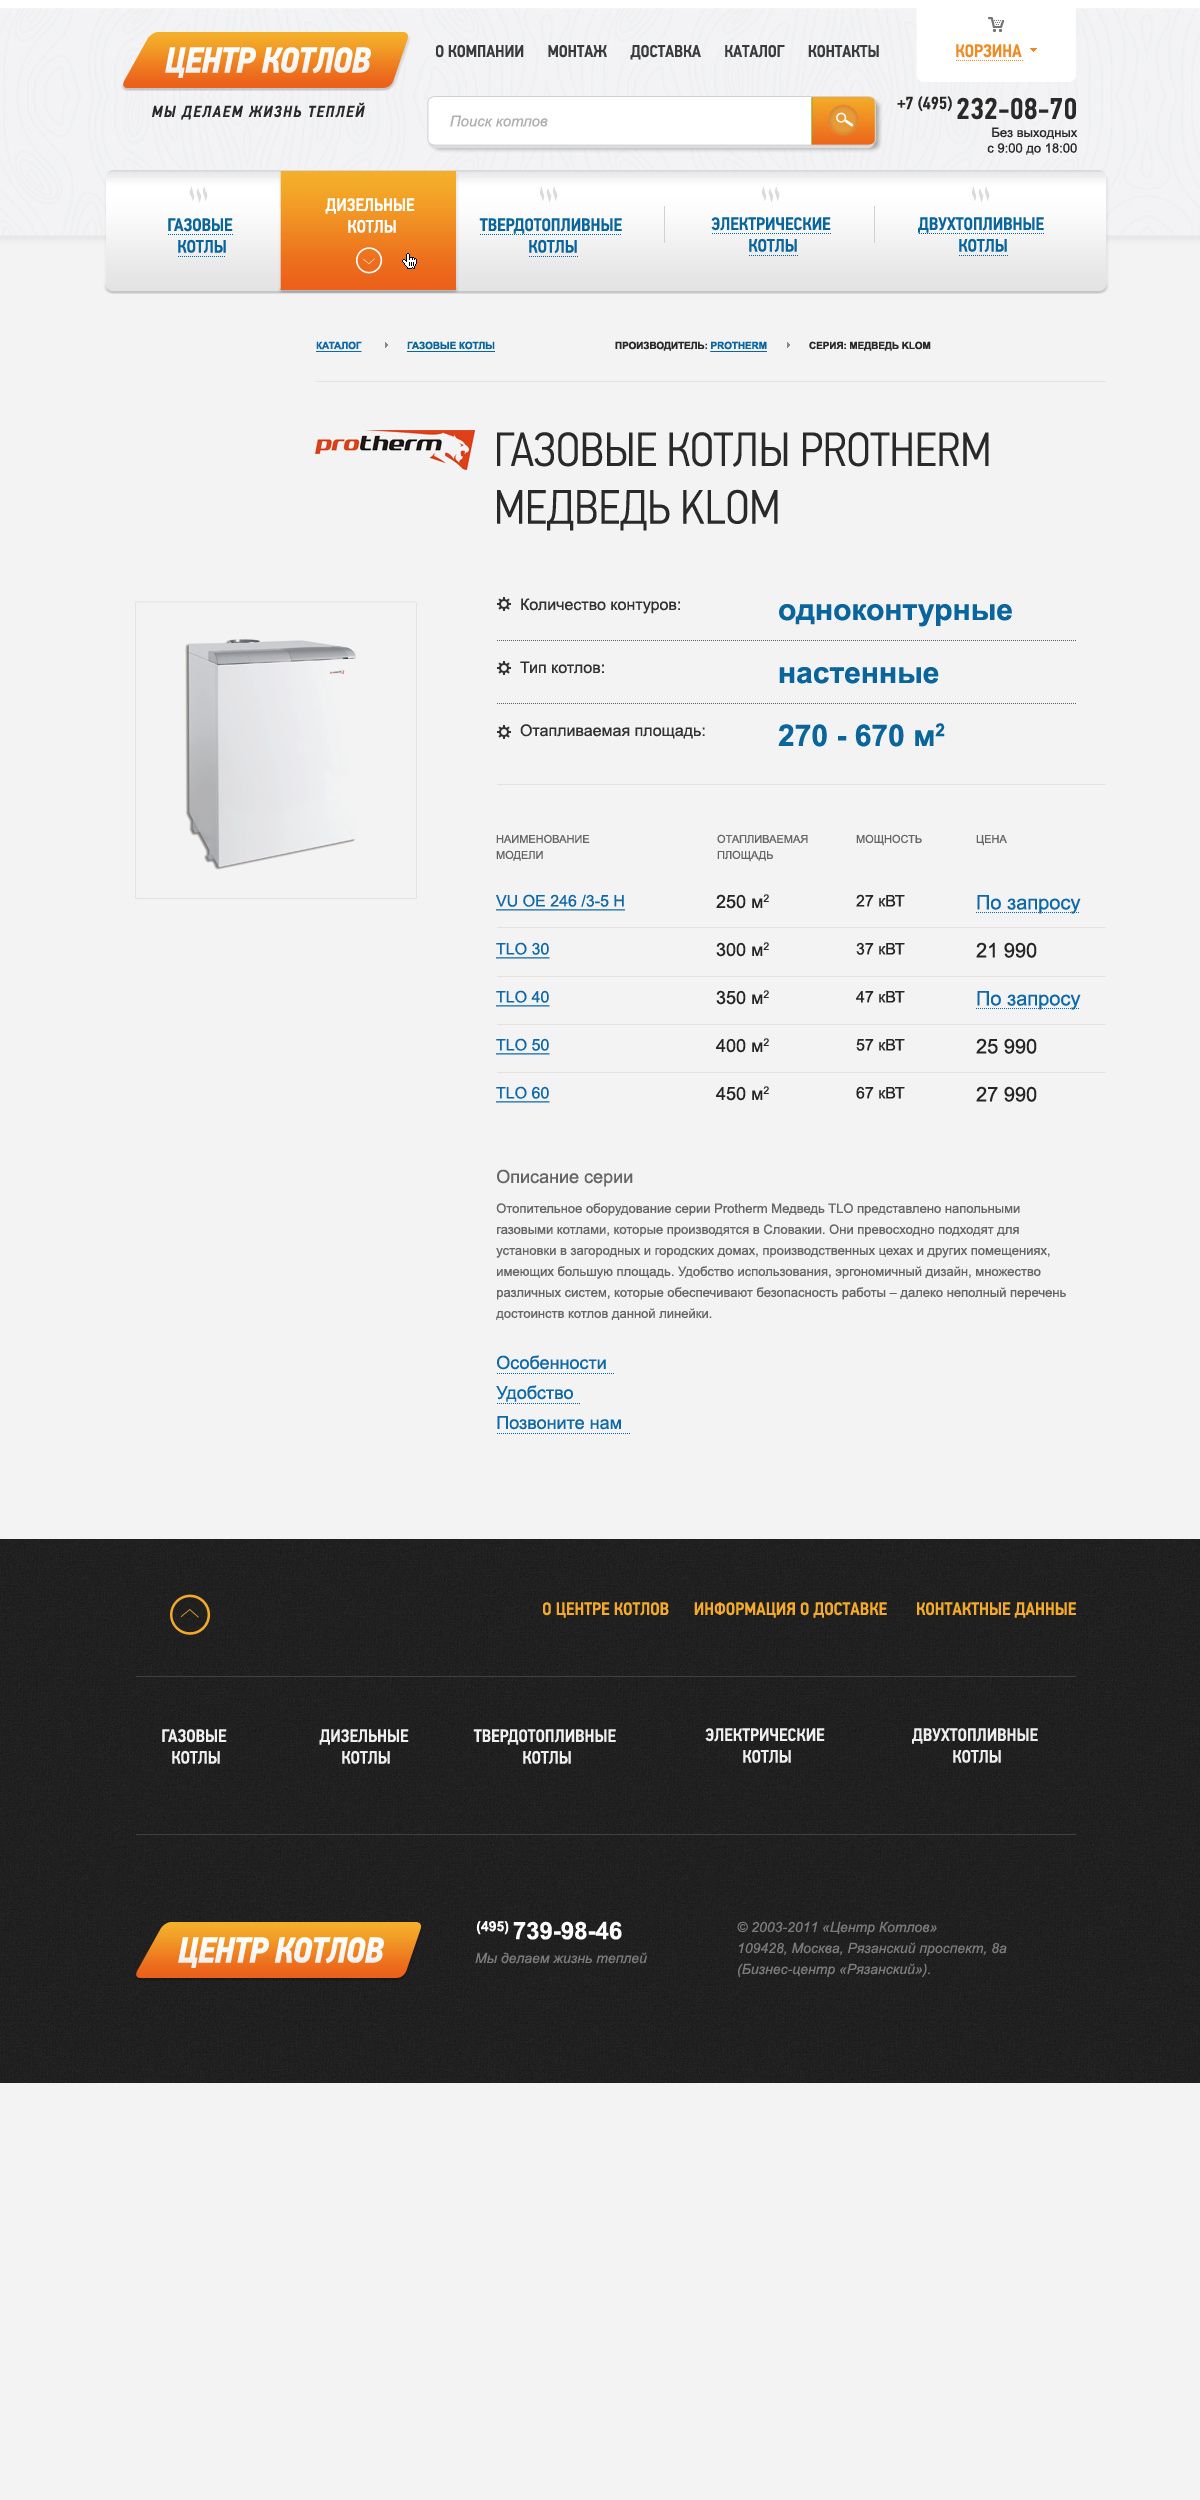 ЦЕНТР КОТЛОВ
МЫ ДЕЛАЕМ ЖИЗНЬ ТЕПЛЕЙ
О КОМПАНИИ МОНТАЖ ДОСТАВКА КАТАЛОГ КОНТАКТЫ
КОРЗИНА
Поиск котлов
+7 (495) 232-08-70
Без выходных
с 9:00 до 18:00
ГАЗОВЫЕ
КОТЛЫ
ДИЗЕЛЬНЫЕ
КОТЛЫ
ТВЕРДОТОПЛИВНЫЕ
КОТЛЫ
ЭЛЕКТРИЧЕСКИЕ
КОТЛЫ
ДВУХТОПЛИВНЫЕ
КОТЛЫ
КАТАЛОГ ГАЗОВЫЕ КОТЛЫ ПРОИЗВОДИТЕЛЬ: PROTHERM СЕРИЯ: МЕДВЕДЬ KLOM
protherm
ГАЗОВЫЕ КОТЛЫ PROTHERM
МЕДВЕДЬ KLOM
Количество контуров: одноконтурные
Тип котлов: настенные
Отапливаемая площадь: 270 - 670 м²
НАИМЕНОВАНИЕ
МОДЕЛИ
ОТАПЛИВАЕМАЯ
ПЛОЩАДЬ
МОЩНОСТЬ
ЦЕНА
VU OE 246 /3-5 H 250 м² 27 кВТ По запросу
TLO 30 300 м² 37 кВТ 21 990
TLO 40 350 м² 47 кВТ По запросу
TLO 50 400 м² 57 кВТ 25 990
TLO 60 450 м² 67 кВТ 27 990
Описание серии
Отопительное оборудование серии Protherm Медведь TLO представлено напольными
газовыми котлами, которые производятся в Словакии. Они превосходно подходят для
установки в загородных и городских домах, производственных цехах и других помещениях,
имеющих большую площадь. Удобство использования, эргономичный дизайн, множество
различных систем, которые обеспечивают безопасность работы – далеко неполный перечень
достоинств котлов данной линейки.
Особенности
Удобство
Позвоните нам
О ЦЕНТРЕ КОТЛОВ ИНФОРМАЦИЯ О ДОСТАВКЕ КОНТАКТНЫЕ ДАННЫЕ
ГАЗОВЫЕ
КОТЛЫ
ДИЗЕЛЬНЫЕ
КОТЛЫ
ТВЕРДОТОПЛИВНЫЕ
КОТЛЫ
ЭЛЕКТРИЧЕСКИЕ
КОТЛЫ
ДВУХТОПЛИВНЫЕ
КОТЛЫ
ЦЕНТР КОТЛОВ
(495) 739-98-46
Мы делаем жизнь теплей
© 2003-2011 «Центр Котлов»
109428, Москва, Рязанский проспект, 8а
(Бизнес-центр «Рязанский»).